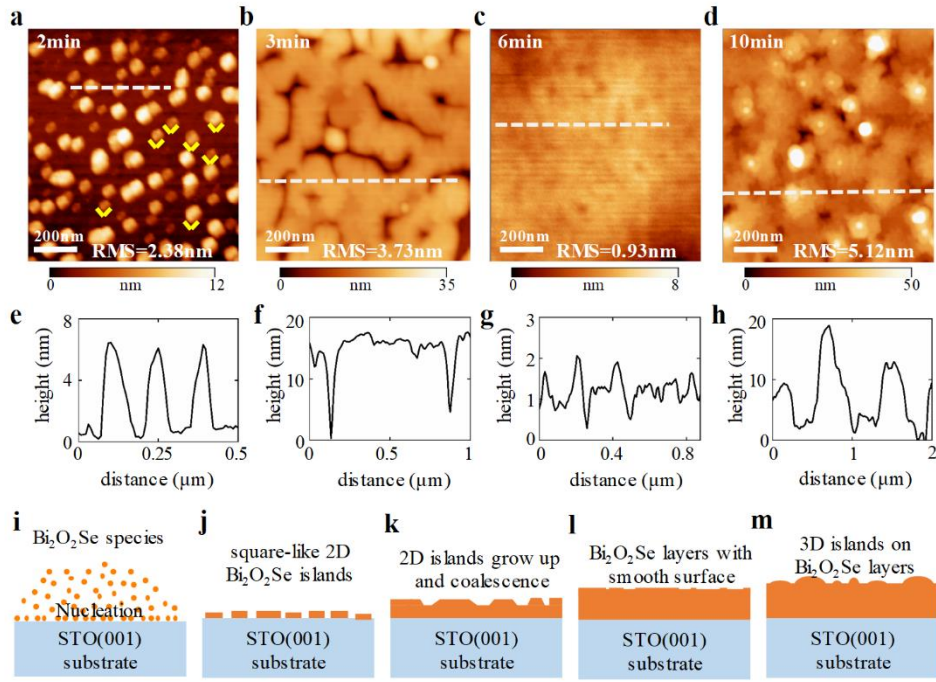 a
b
c
d
2min
3min
6min
10min
200nm
RMS=2.38nm
200nm
RMS=3.73nm
200nm
RMS=0.93nm
200nm
RMS=5.12nm
0 nm 12
0 nm 35
0 nm 8
0 nm 50
e
f
g
h
height (nm)
8
4
0
0 0.25 0.5
distance (μm)
height (nm)
20
10
0
0 1
distance (μm)
height (nm)
3
2
1
0
0 0.4 0.8
distance (μm)
height (nm)
20
10
0
0 1 2
distance (μm)
i
j
k
l
m
Bi₂O₂Se species
Nucleation
STO(001)
substrate
square-like 2D
Bi₂O₂Se islands
STO(001)
substrate
2D islands grow up
and coalescence
STO(001)
substrate
Bi₂O₂Se layers with
smooth surface
STO(001)
substrate
3D islands on
Bi₂O₂Se layers
STO(001)
substrate